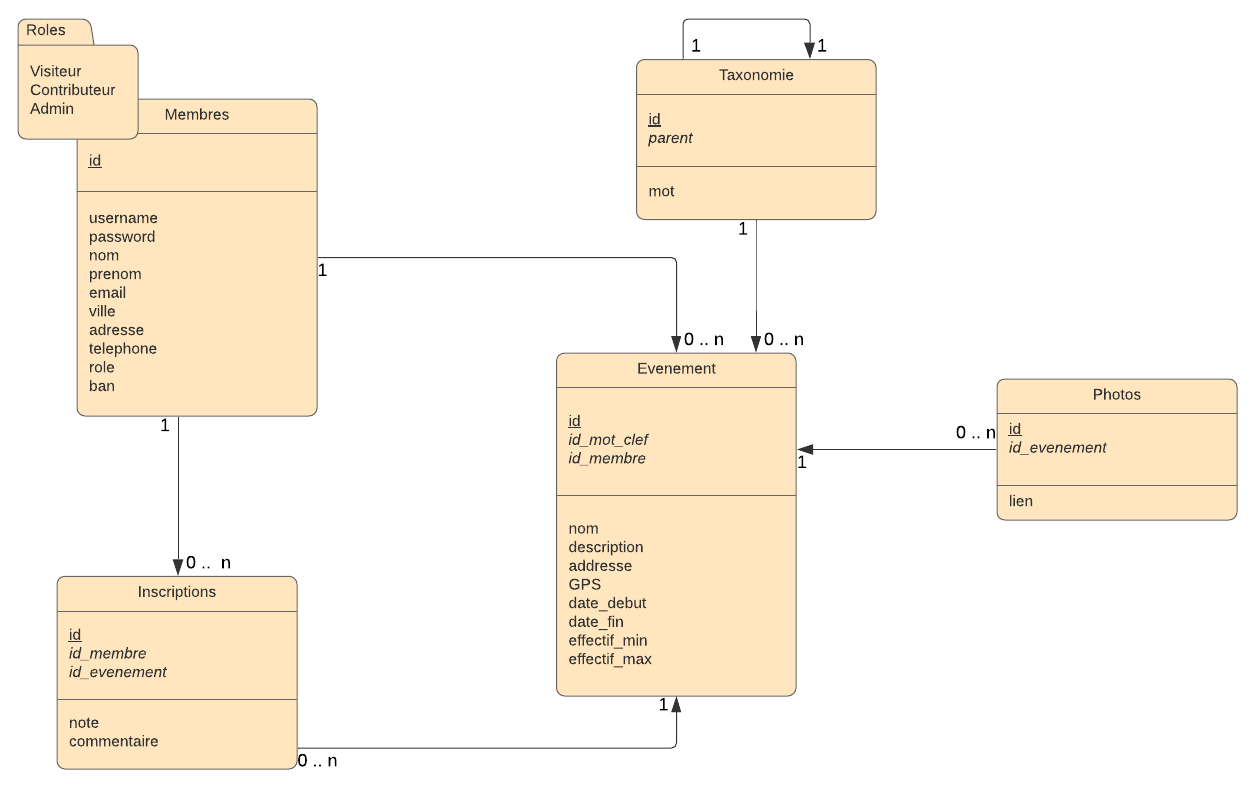 Roles
Visiteur
Contributeur
Admin
Membres
id
username
password
nom
prenom
email
ville
adresse
telephone
role
ban
1
1
1
1
Taxonomie
id
parent
mot
1
0 .. n
0 .. n
Evenement
id
id_mot_clef
id_membre
nom
description
addresse
GPS
date_debut
date_fin
effectif_min
effectif_max
1
0 .. n
1
Photos
id
id_evenement
lien
0 .. n
Inscriptions
id
id_membre
id_evenement
note
commentaire
0 .. n